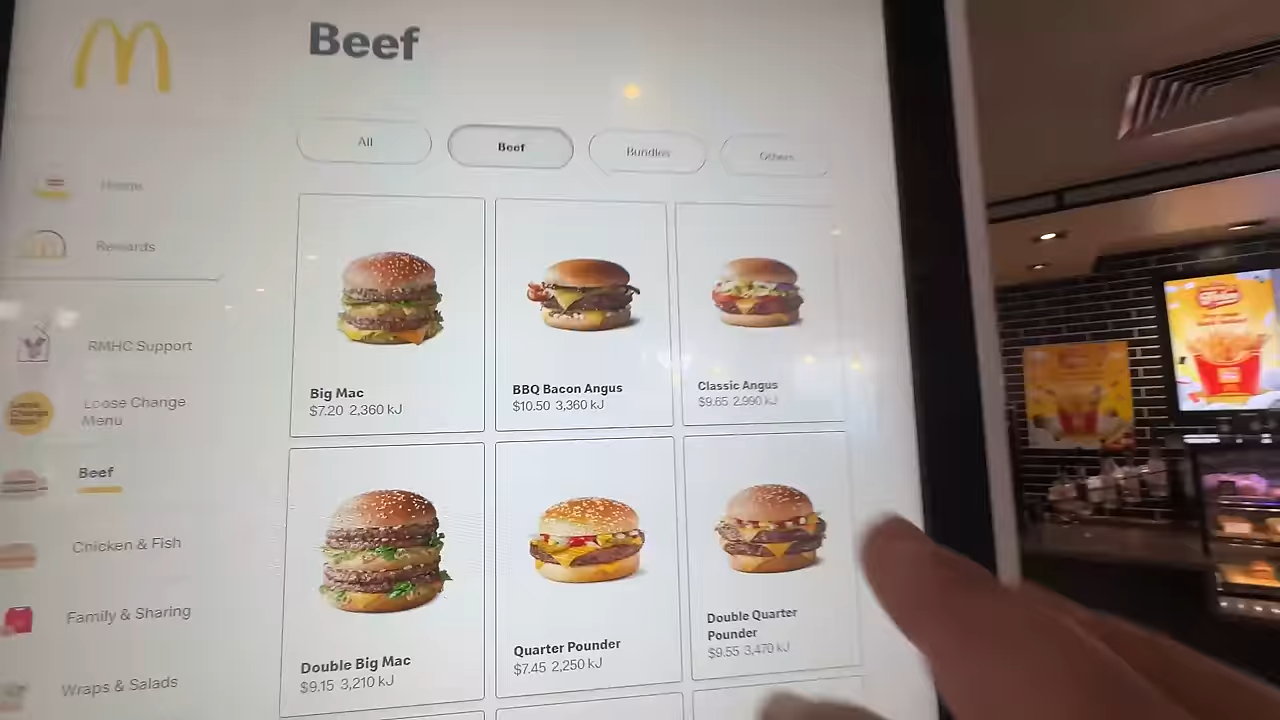 Beef
All
Beef
Bundles
Others
Home
Rewards
RMHC Support
Loose Change
Menu
Beef
Chicken & Fish
Family & Sharing
Wraps & Salads
Big Mac
$7.20 2,360 kJ
BBQ Bacon Angus
$10.50 3,360 kJ
Classic Angus
$9.65 2,990 kJ
Double Big Mac
$9.15 3,210 kJ
Quarter Pounder
$7.45 2,250 kJ
Double Quarter
Pounder
$9.55 3,470 kJ